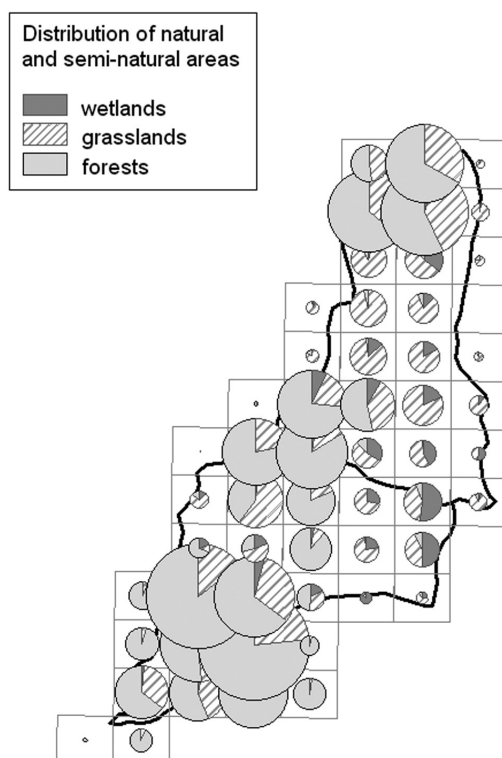 Distribution of natural
and semi-natural areas
wetlands
grasslands
forests